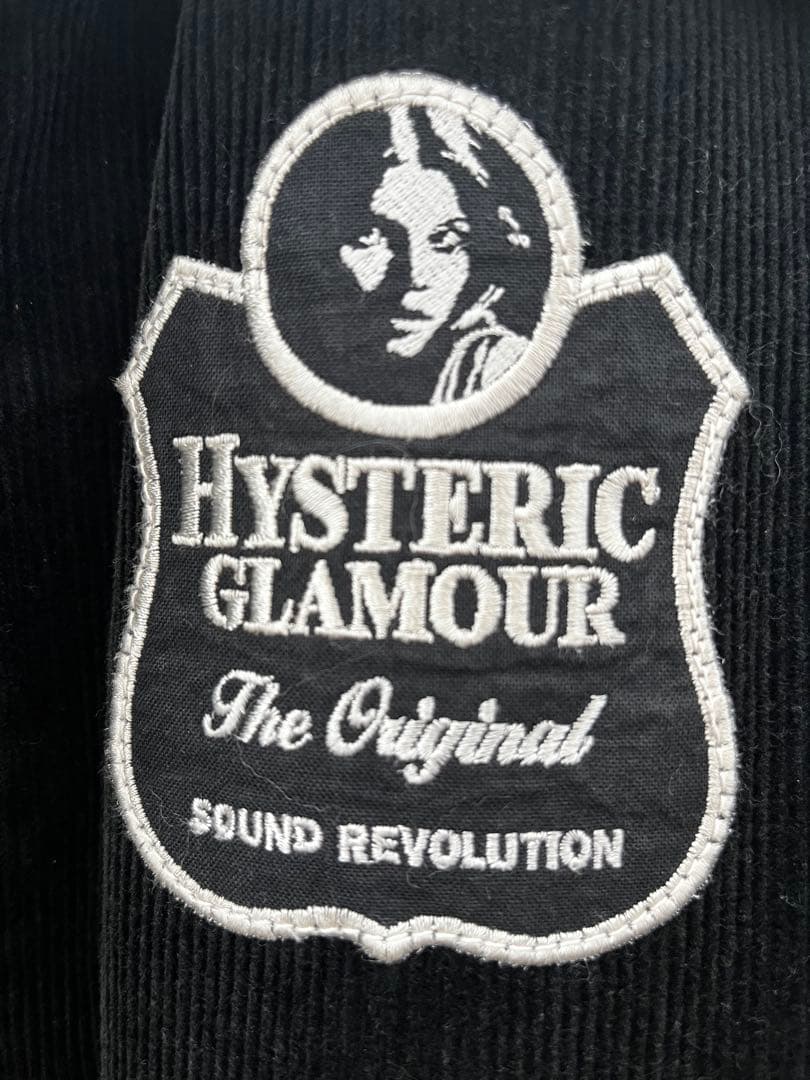 HYSTERIC
GLAMOUR
The Original
SOUND REVOLUTION